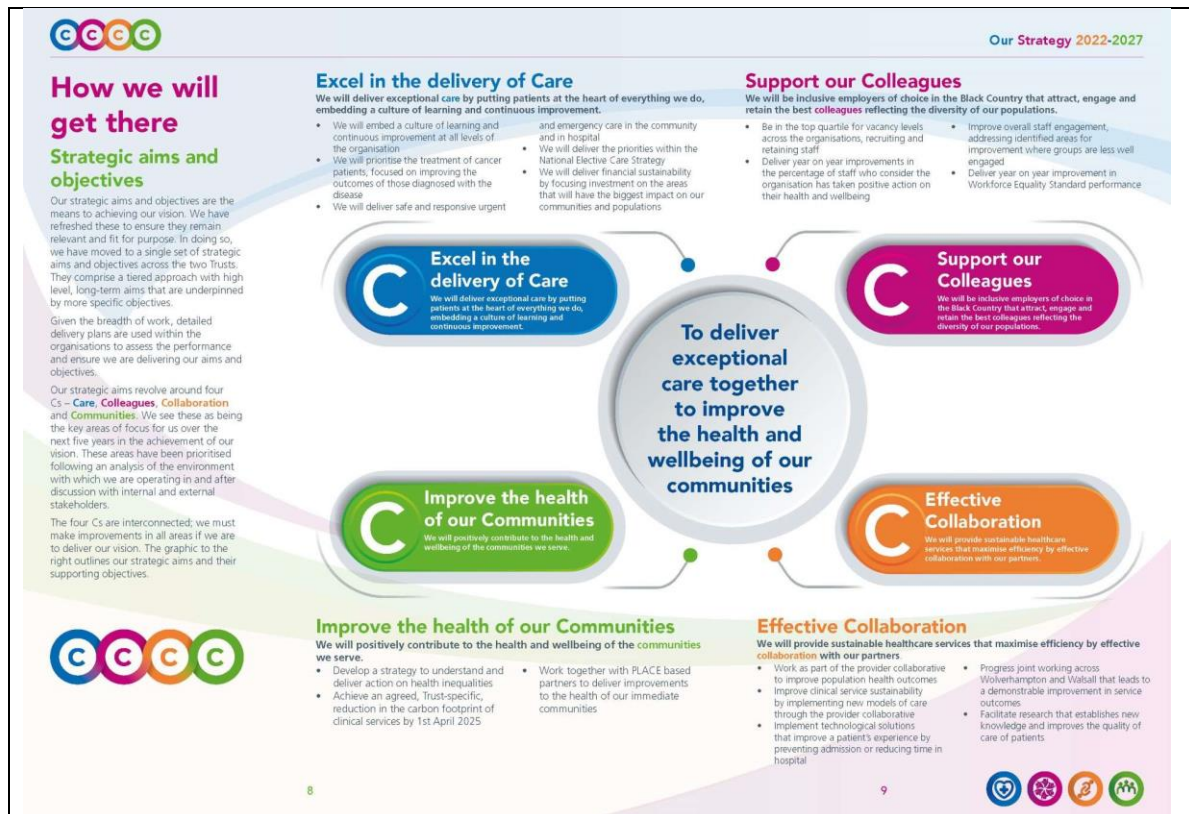 C C C C
Our Strategy 2022-2027
How we will
get there
Strategic aims and
objectives
Our strategic aims and objectives are the
means to achieving our vision. We have
refreshed these to ensure they remain
relevant and fit for purpose. In doing so,
we have moved to a single set of strategic
aims and objectives across the two Trusts.
They comprise a tiered approach with high
level, long-term aims that are underpinned
by more specific objectives.
Given the breadth of work, detailed
delivery plans are used within the
organisations to assess the performance
and ensure we are delivering our aims and
objectives.
Our strategic aims revolve around four
Cs – Care, Colleagues, Collaboration
and Communities. We see these as being
the key areas of focus for us over the
next five years in the achievement of our
vision. These areas have been prioritised
following an analysis of the environment
with which we are operating in and after
discussion with internal and external
stakeholders.
The four Cs are interconnected; we must
make improvements in all areas if we are
to deliver our vision. The graphic to the
right outlines our strategic aims and their
supporting objectives.
C C C C
Excel in the delivery of Care
We will deliver exceptional care by putting patients at the heart of everything we do,
embedding a culture of learning and continuous improvement.
• We will embed a culture of learning and
continuous improvement at all levels of
the organisation
• We will prioritise the treatment of cancer
patients, focused on improving the
outcomes of those diagnosed with the
disease
• We will deliver safe and responsive urgent
and emergency care in the community
and in hospital
• We will deliver the priorities within the
National Elective Care Strategy
• We will deliver financial sustainability
by focusing investment on the areas
that will have the biggest impact on our
communities and populations
Support our Colleagues
We will be inclusive employers of choice in the Black Country that attract, engage and
retain the best colleagues reflecting the diversity of our populations.
• Be in the top quartile for vacancy levels
across the organisations, recruiting and
retaining staff
• Deliver year on year improvements in
the percentage of staff who consider the
organisation has taken positive action on
their health and wellbeing
• Improve overall staff engagement,
addressing identified areas for
improvement where groups are less well
engaged
• Deliver year on year improvement in
Workforce Equality Standard performance
C
Excel in the
delivery of Care
We will deliver exceptional care by putting
patients at the heart of everything we do,
embedding a culture of learning and
continuous improvement.
C
Support our
Colleagues
We will be inclusive employers of choice in
the Black Country that attract, engage and
retain the best colleagues reflecting the
diversity of our populations.
To deliver
exceptional
care together
to improve
the health and
wellbeing of our
communities
C
Improve the health
of our Communities
We will positively contribute to the health and
wellbeing of the communities we serve.
C
Effective
Collaboration
We will provide sustainable healthcare
services that maximise efficiency by effective
collaboration with our partners.
Improve the health of our Communities
We will positively contribute to the health and wellbeing of the communities
we serve.
• Develop a strategy to understand and
deliver action on health inequalities
• Achieve an agreed, Trust-specific,
reduction in the carbon footprint of
clinical services by 1st April 2025
• Work together with PLACE based
partners to deliver improvements
to the health of our immediate
communities
Effective Collaboration
We will provide sustainable healthcare services that maximise efficiency by effective
collaboration with our partners
• Work as part of the provider collaborative
to improve population health outcomes
• Improve clinical service sustainability
by implementing new models of care
through the provider collaborative
• Implement technological solutions
that improve a patient's experience by
preventing admission or reducing time in
hospital
• Progress joint working across
Wolverhampton and Walsall that leads to
a demonstrable improvement in service
outcomes
• Facilitate research that establishes new
knowledge and improves the quality of
care of patients
8
9